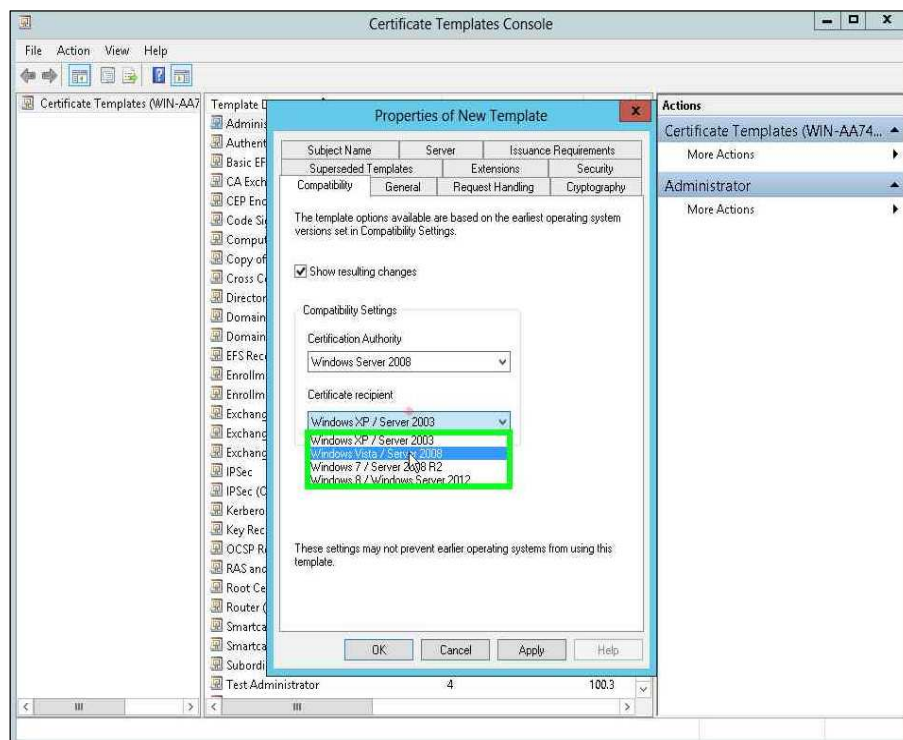 Certificate Templates Console
File Action View Help
Certificate Templates (WIN-AA7
Template D
Adminis
Authent
Basic EF
CA Exch
CEP Enc
Code Si
Comput
Copy of
Cross Ce
Director
Domain
Domain
EFS Rec
Enrollm
Enrollm
Exchang
Exchang
Exchang
IPSec
IPSec (O
Kerbero
Key Rec
OCSP R
RAS and
Root Ce
Router (
Smartca
Smartca
Subordi
Test Administrator 4 100.3
Properties of New Template
Subject Name Server Issuance Requirements
Superseded Templates Extensions Security
Compatibility General Request Handling Cryptography
The template options available are based on the earliest operating system
versions set in Compatibility Settings.
Show resulting changes
Compatibility Settings
Certification Authority
Windows Server 2008
Certificate recipient
Windows XP / Server 2003
Windows XP / Server 2003
Windows Vista / Server 2008
Windows 7 / Server 2008 R2
Windows 8 / Windows Server 2012
These settings may not prevent earlier operating systems from using this
template.
OK Cancel Apply Help
Actions
Certificate Templates (WIN-AA74...
More Actions
Administrator
More Actions